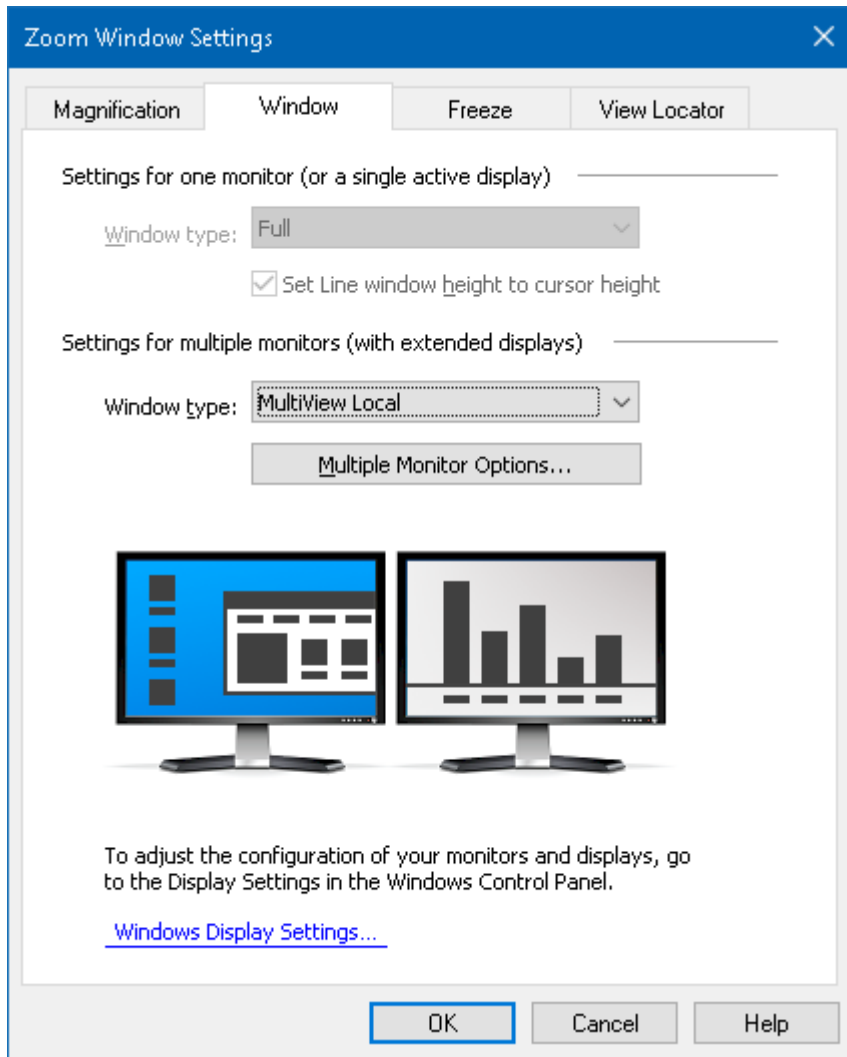 Zoom Window Settings
Magnification Window Freeze View Locator
Settings for one monitor (or a single active display)
Window type: Full
Set Line window height to cursor height
Settings for multiple monitors (with extended displays)
Window type: MultiView Local
Multiple Monitor Options...
To adjust the configuration of your monitors and displays, go
to the Display Settings in the Windows Control Panel.
Windows Display Settings...
OK Cancel Help